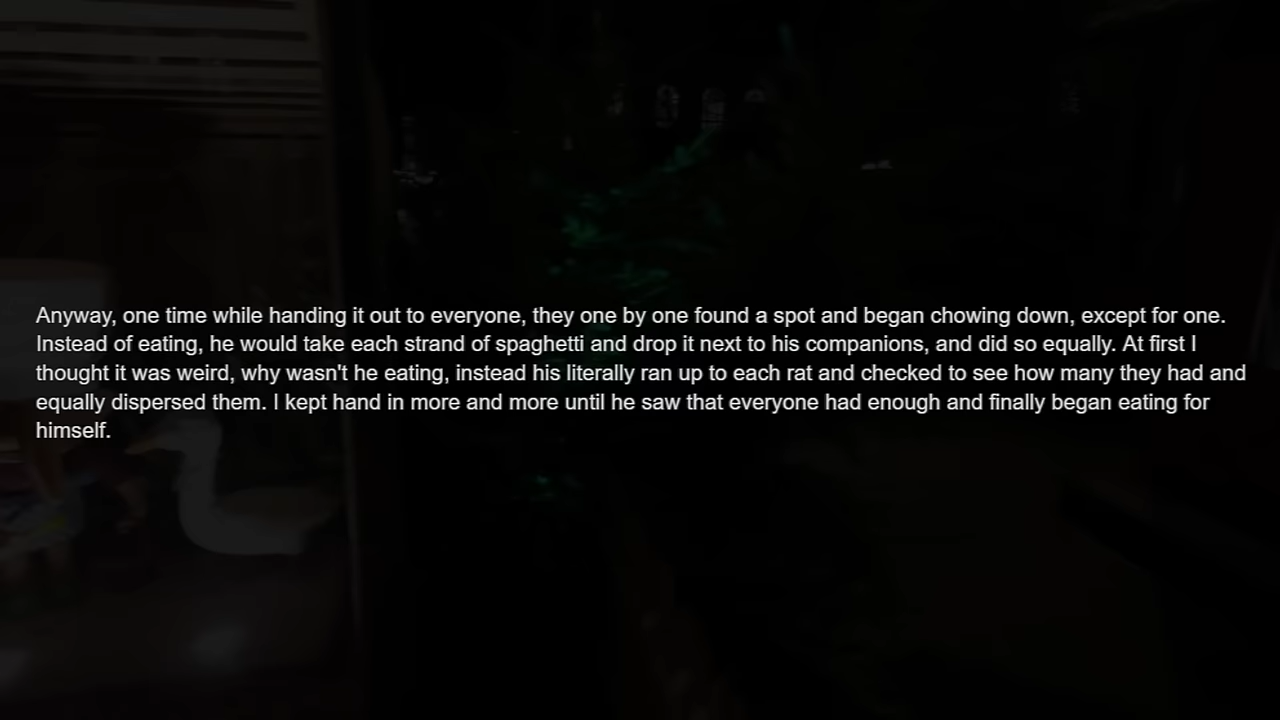 Anyway, one time while handing it out to everyone, they one by one found a spot and began chowing down, except for one.
Instead of eating, he would take each strand of spaghetti and drop it next to his companions, and did so equally. At first I
thought it was weird, why wasn't he eating, instead his literally ran up to each rat and checked to see how many they had and
equally dispersed them. I kept hand in more and more until he saw that everyone had enough and finally began eating for
himself.